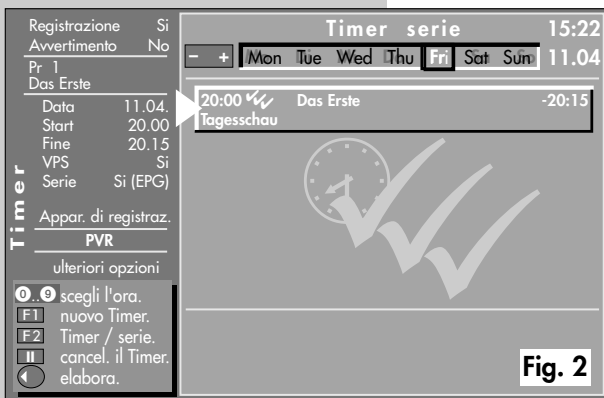 Registrazione Si
Avvertimento No
Pr 1
Das Erste
Data 11.04.
Start 20.00
Fine 20.15
VPS Si
Serie Si (EPG)
Appar. di registraz.
PVR
ulteriori opzioni
Timer
0..9 scegli l'ora.
F1 nuovo Timer.
F2 Timer / serie.
cancel. il Timer.
elabora.
Timer serie 15:22
- + Mon Tue Wed Thu Fri Sat Sun 11.04
20:00 Das Erste -20:15
Tagesschau
Fig. 2